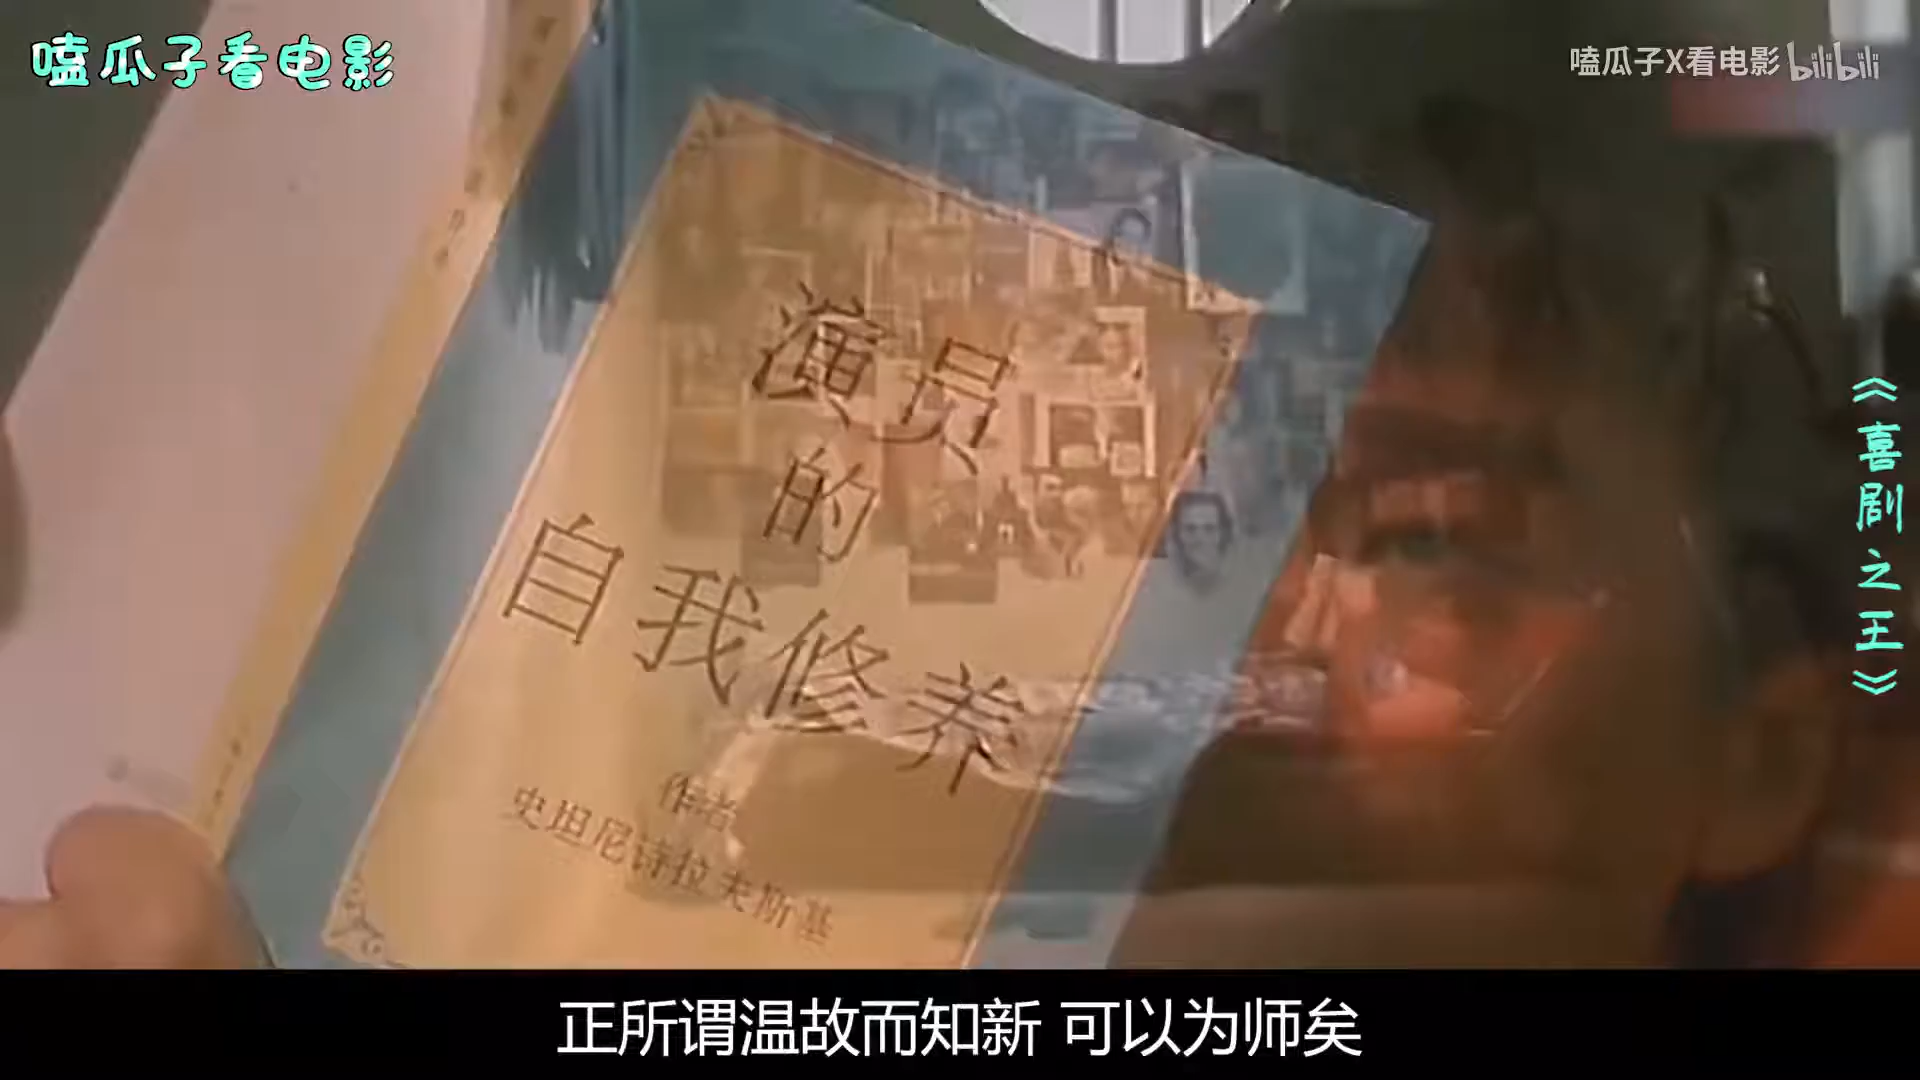 嗑瓜子看电影
嗑瓜子X看电影 bilibili
演员
的
自我修养
作者
史坦尼诗拉夫斯基
《喜剧之王》
正所谓温故而知新 可以为师矣